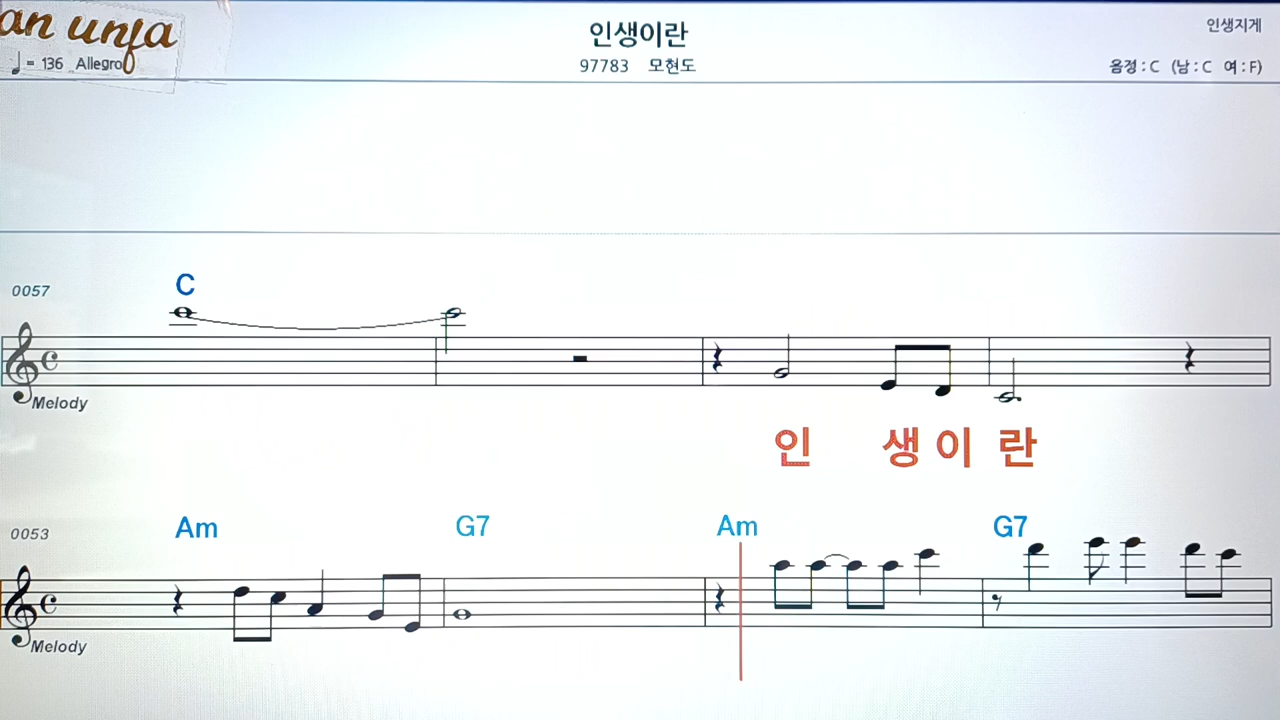 an unfa
인생이란
인생지게
♩ = 136 Allegro
97783 모현도
음정 : C (남 : C 여 : F)
C
0057
Melody
인 생 이 란
Am G7 Am G7
0053
Melody